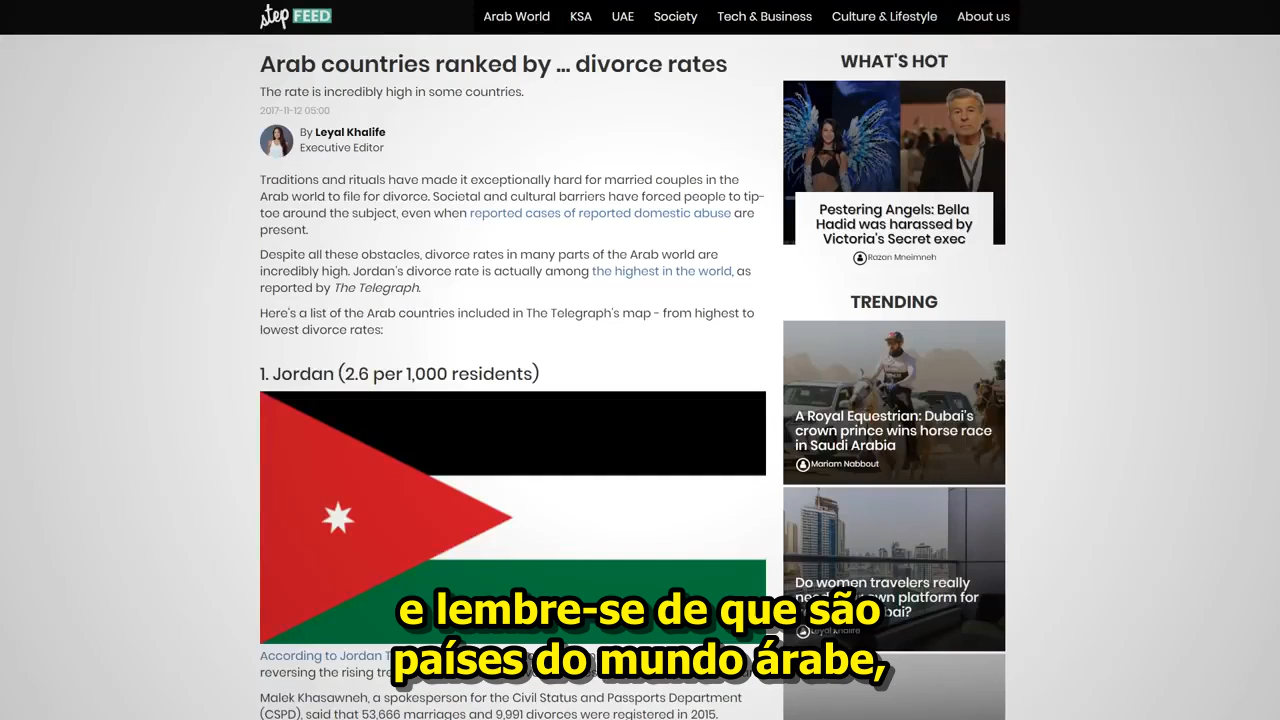 step FEED
Arab World KSA UAE Society Tech & Business Culture & Lifestyle About us
Arab countries ranked by ... divorce rates
The rate is incredibly high in some countries.
2017-11-12 05:00
By Leyal Khalife
Executive Editor
Traditions and rituals have made it exceptionally hard for married couples in the
Arab world to file for divorce. Societal and cultural barriers have forced people to tip-
toe around the subject, even when reported cases of reported domestic abuse are
present.
Despite all these obstacles, divorce rates in many parts of the Arab world are
incredibly high. Jordan's divorce rate is actually among the highest in the world, as
reported by The Telegraph.
Here's a list of the Arab countries included in The Telegraph's map - from highest to
lowest divorce rates:
1. Jordan (2.6 per 1,000 residents)
According to Jordan
reversing the rising
Malek Khasawneh, a spokesperson for the Civil Status and Passports Department
(CSPD), said that 53,666 marriages and 9,991 divorces were registered in 2015.
WHAT'S HOT
Pestering Angels: Bella
Hadid was harassed by
Victoria's Secret exec
Razan Mneimneh
TRENDING
A Royal Equestrian: Dubai's
crown prince wins horse race
in Saudi Arabia
Mariam Nabbout
Do women travelers really
own platform for
Leyal Khalife
e lembre-se de que são
países do mundo árabe,